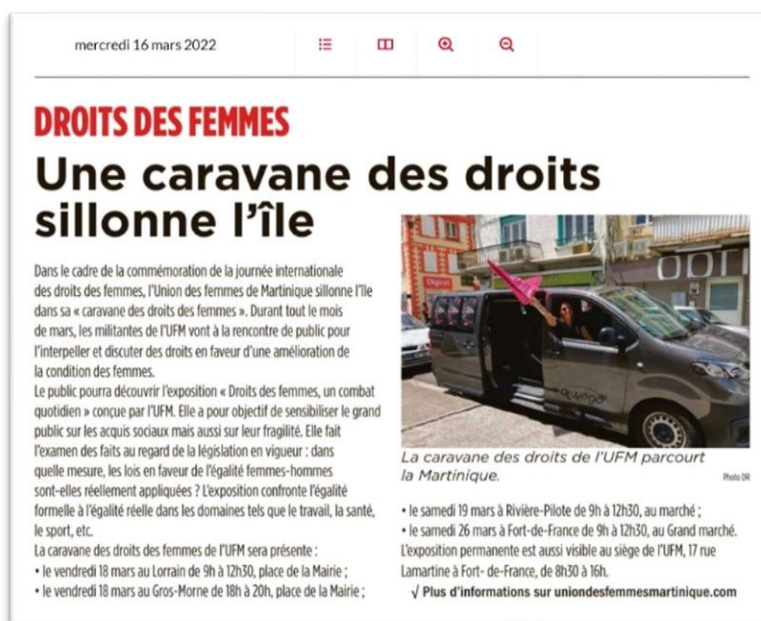 mercredi 16 mars 2022
DROITS DES FEMMES
Une caravane des droits
sillonne l'île
Dans le cadre de la commémoration de la journée internationale
des droits des femmes, l'Union des femmes de Martinique sillonne l'île
dans sa « caravane des droits des femmes ». Durant tout le mois
de mars, les militantes de l'UFM vont à la rencontre de public pour
l'interpeller et discuter des droits en faveur d'une amélioration de
la condition des femmes.
Le public pourra découvrir l'exposition « Droits des femmes, un combat
quotidien » conçue par l'UFM. Elle a pour objectif de sensibiliser le grand
public sur les acquis sociaux mais aussi sur leur fragilité. Elle fait
l'examen des faits au regard de la législation en vigueur : dans
quelle mesure, les lois en faveur de l'égalité femmes-hommes
sont-elles réellement appliquées ? L'exposition confronte l'égalité
formelle à l'égalité réelle dans les domaines tels que le travail, la santé,
le sport, etc.
La caravane des droits des femmes de l'UFM sera présente :
• le vendredi 18 mars au Lorrain de 9h à 12h30, place de la Mairie ;
• le vendredi 18 mars au Gros-Morne de 18h à 20h, place de la Mairie ;
Digicel
La caravane des droits de l'UFM parcourt
la Martinique.
Photo DR
• le samedi 19 mars à Rivière-Pilote de 9h à 12h30, au marché ;
• le samedi 26 mars à Fort-de-France de 9h à 12h30, au Grand marché.
L'exposition permanente est aussi visible au siège de l'UFM, 17 rue
Lamartine à Fort- de-France, de 8h30 à 16h.
√ Plus d'informations sur uniondesfemmesmartinique.com